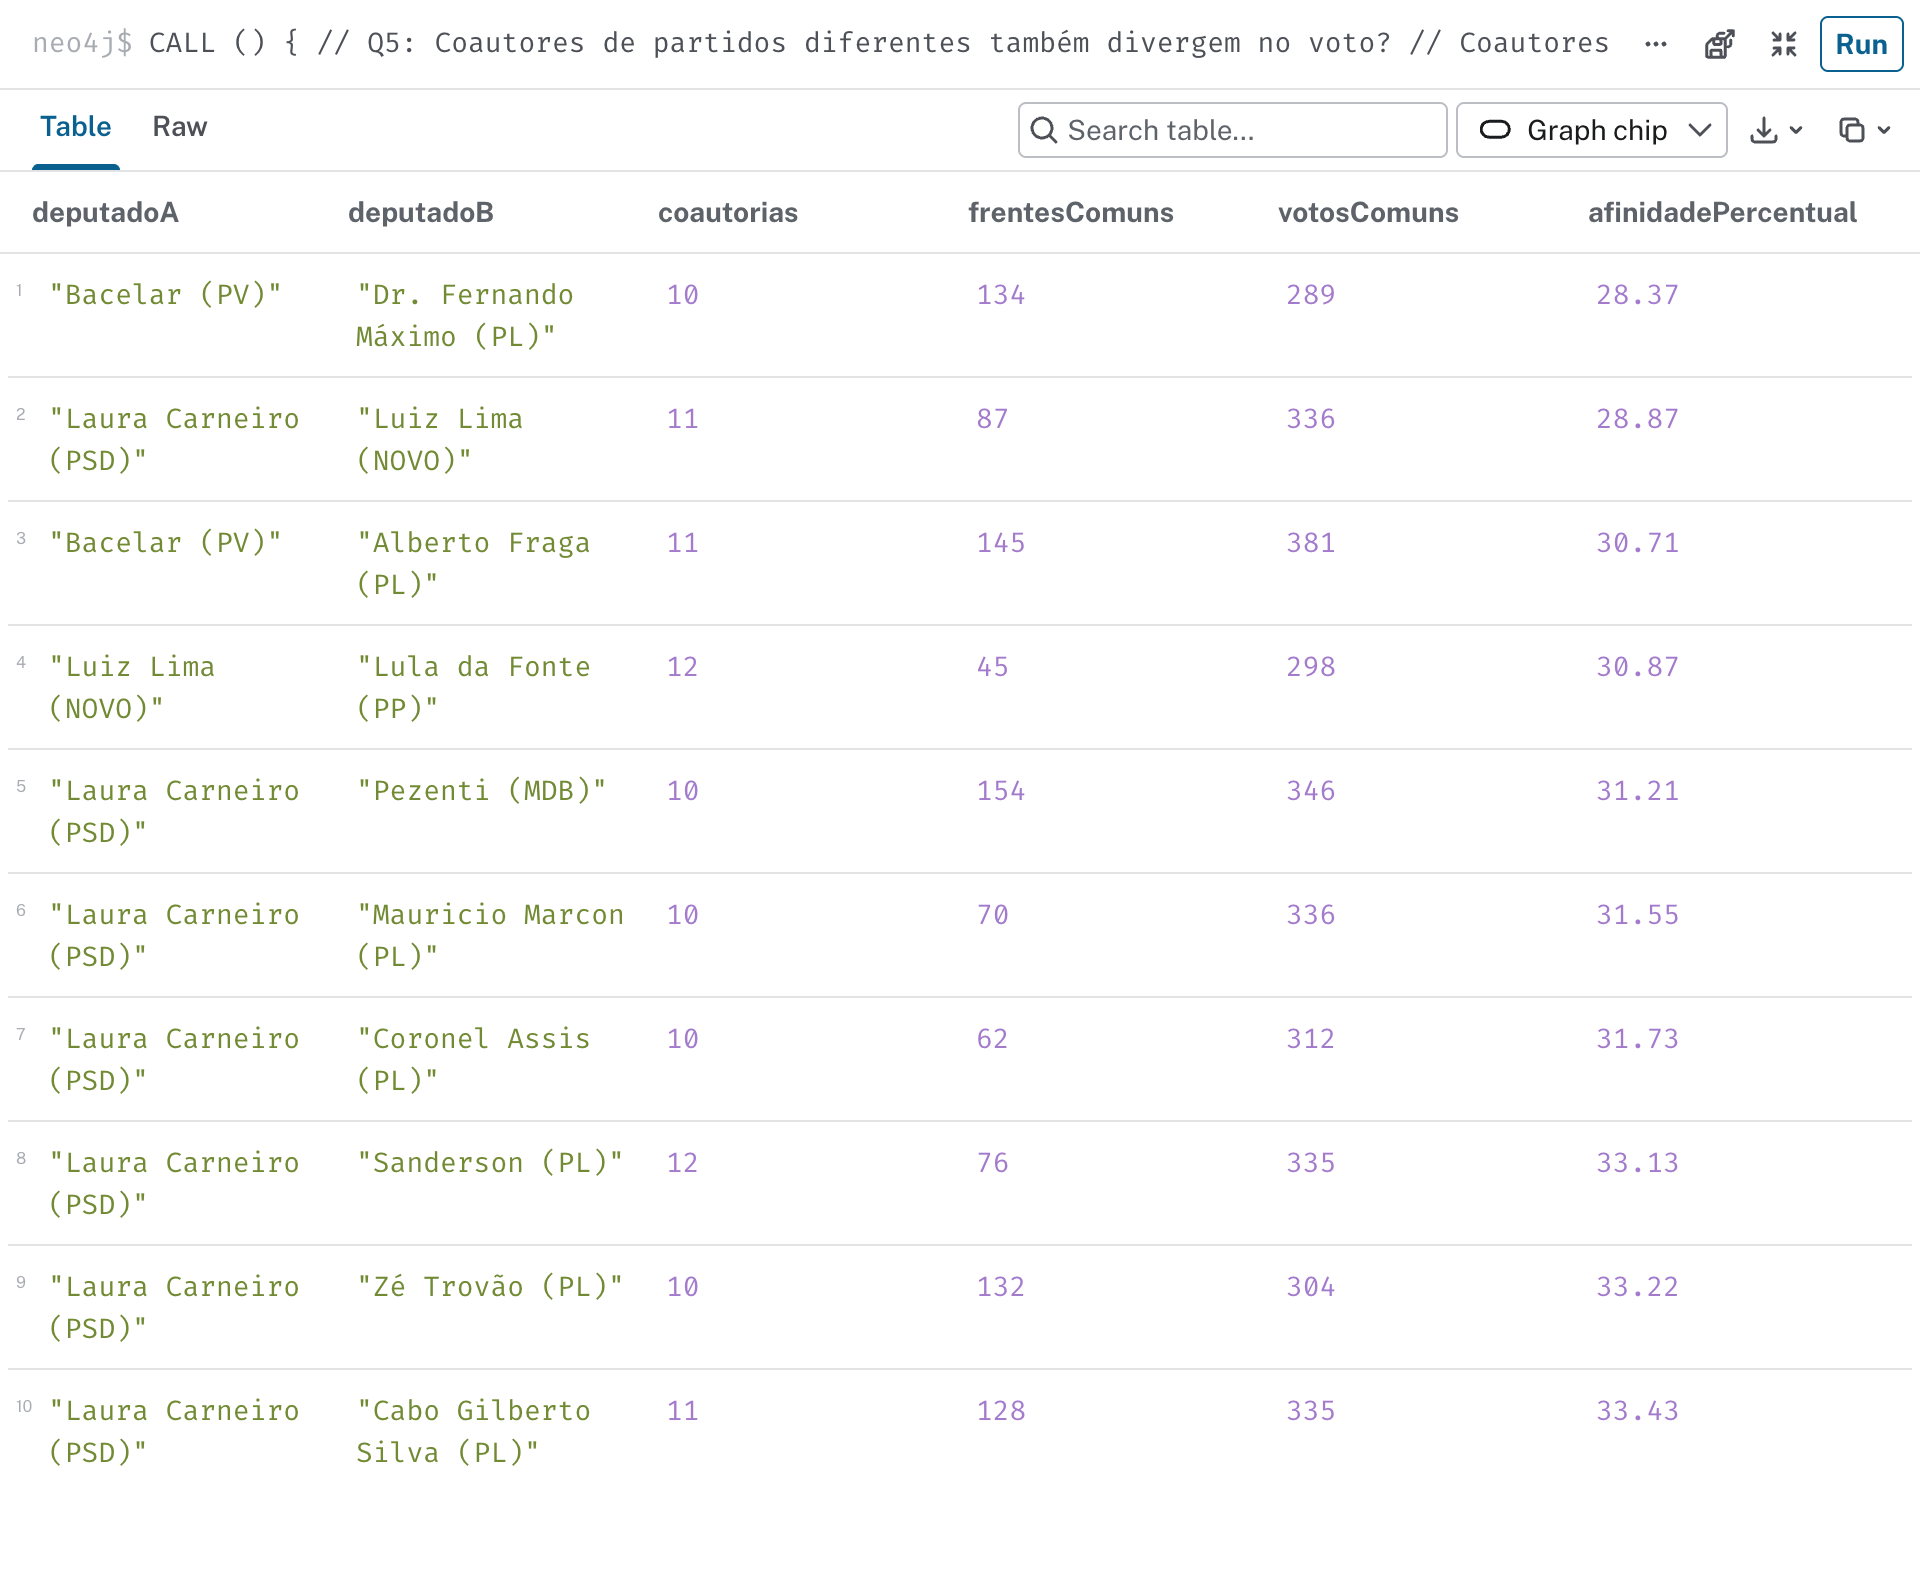 neo4j$ CALL () { // Q5: Coautores de partidos diferentes também divergem no voto? // Coautores ... Run
Table Raw Search table... Graph chip
deputadoA deputadoB coautorias frentesComuns votosComuns afinidadePercentual
1 "Bacelar (PV)" "Dr. Fernando 10 134 289 28.37
Máximo (PL)"
2 "Laura Carneiro "Luiz Lima 11 87 336 28.87
(PSD)" (NOVO)"
3 "Bacelar (PV)" "Alberto Fraga 11 145 381 30.71
(PL)"
4 "Luiz Lima "Lula da Fonte 12 45 298 30.87
(NOVO)" (PP)"
5 "Laura Carneiro "Pezenti (MDB)" 10 154 346 31.21
(PSD)"
6 "Laura Carneiro "Mauricio Marcon 10 70 336 31.55
(PSD)" (PL)"
7 "Laura Carneiro "Coronel Assis 10 62 312 31.73
(PSD)" (PL)"
8 "Laura Carneiro "Sanderson (PL)" 12 76 335 33.13
(PSD)"
9 "Laura Carneiro "Zé Trovão (PL)" 10 132 304 33.22
(PSD)"
10 "Laura Carneiro "Cabo Gilberto 11 128 335 33.43
(PSD)" Silva (PL)"